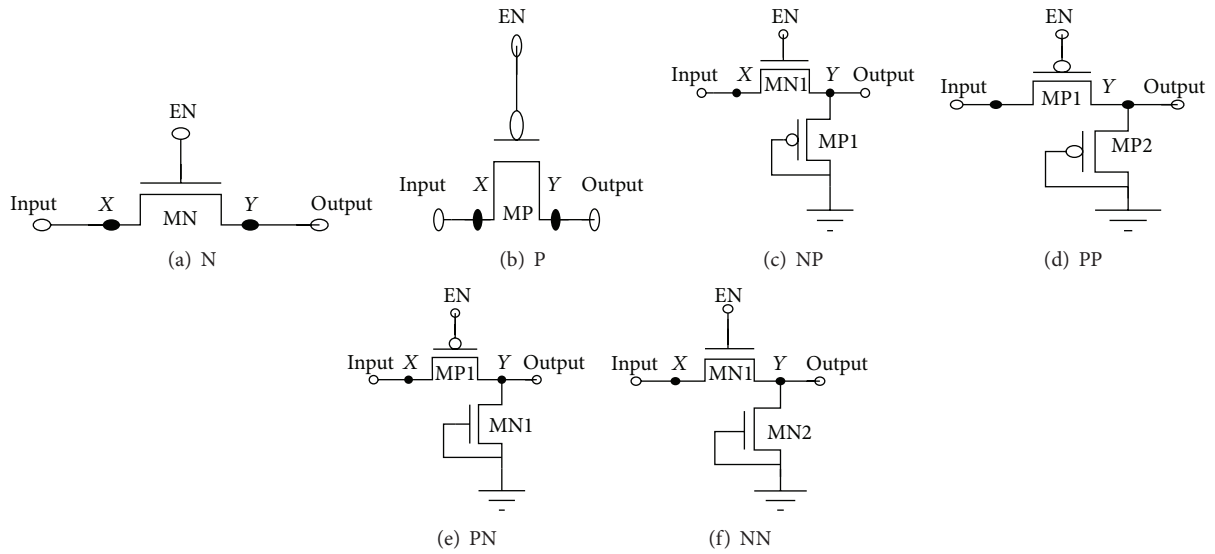 EN
Input X Y Output
MN
(a) N
EN
Input X Y Output
MP
(b) P
EN
Input X Y Output
MN1
MP1
(c) NP
EN
Input Y Output
MP1
MP2
(d) PP
EN
Input X Y Output
MP1
MN1
(e) PN
EN
Input X Y Output
MN1
MN2
(f) NN